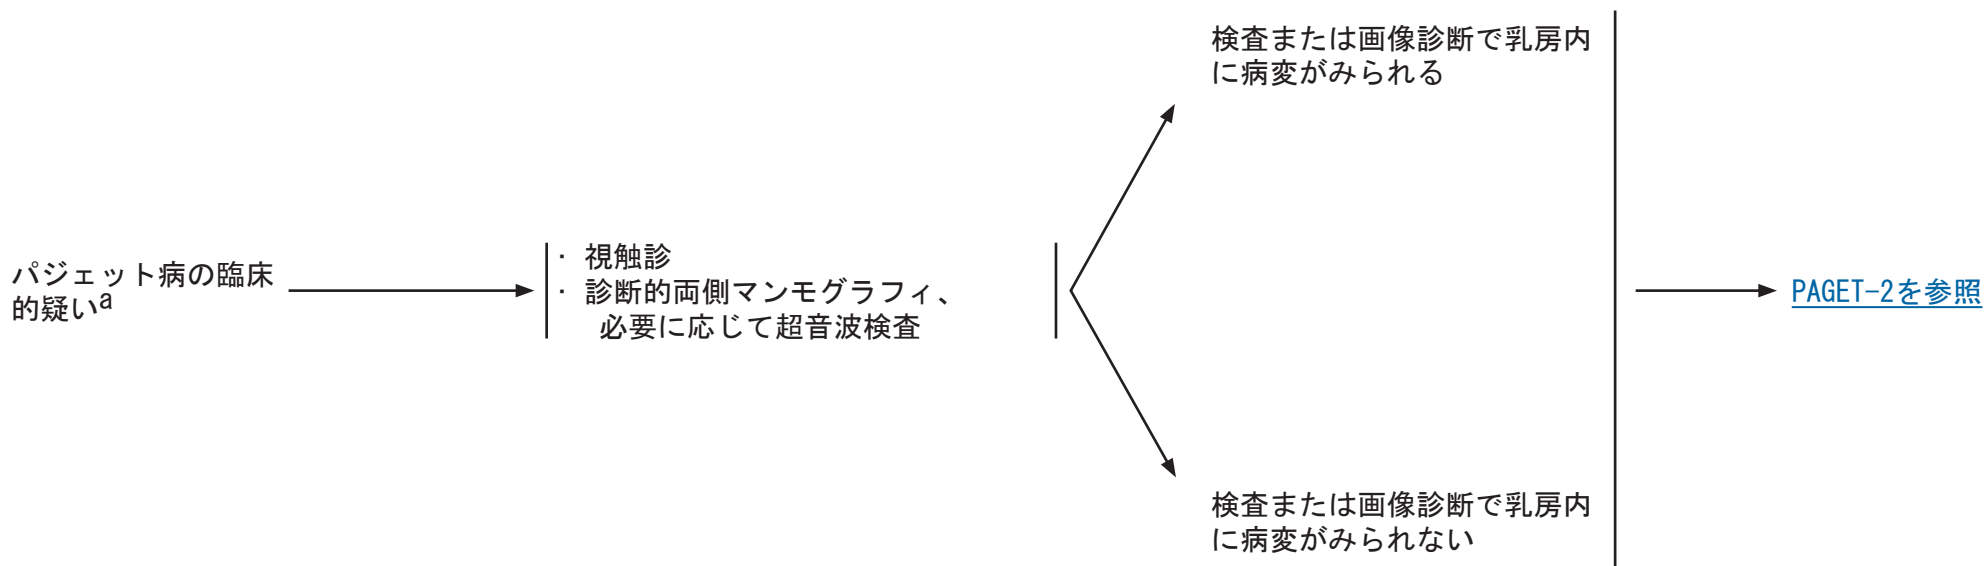 パジェット病の臨床
的疑いa
・ 視触診
・ 診断的両側マンモグラフィ、
必要に応じて超音波検査
検査または画像診断で乳房内
に病変がみられる
検査または画像診断で乳房内
に病変がみられない
PAGET-2を参照